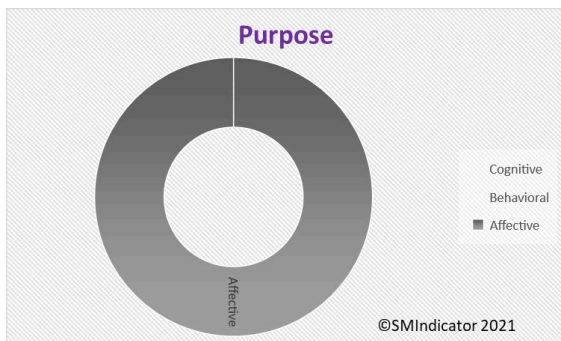 Purpose
Cognitive
Behavioral
Affective
Affective
©SMIndicator 2021